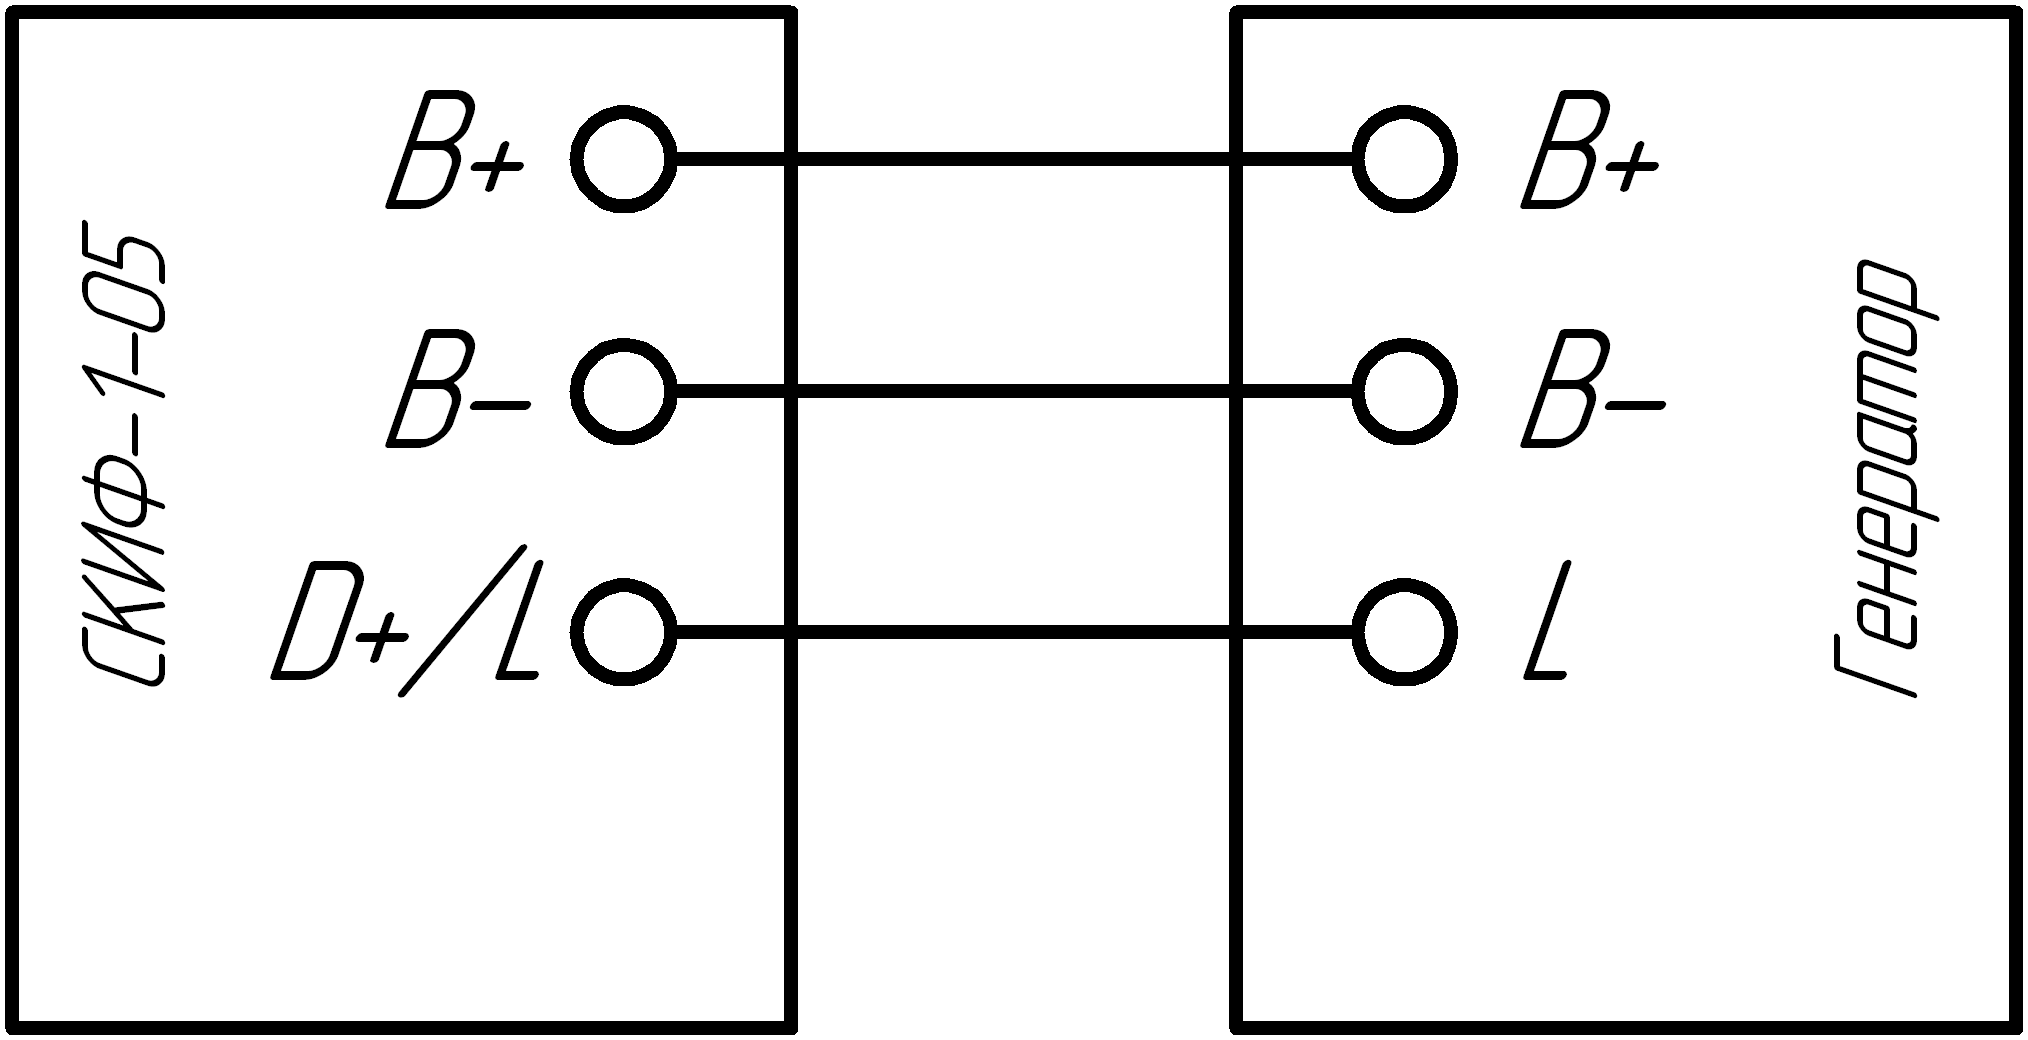 СКИФ-1-05
B+
B-
D+/L
B+
B-
L
Генератор